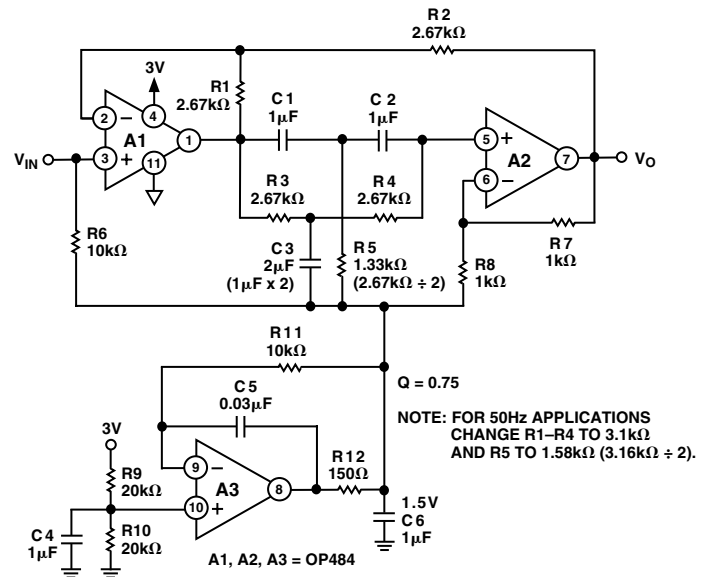 R2
2.67kΩ
3V
R1
2.67kΩ
C1
1μF
C2
1μF
2
−
4
A1
1
3
+
11
5
+
A2
7
6
−
VIN
VO
R3
2.67kΩ
R4
2.67kΩ
R6
10kΩ
C3
2μF
(1μF x 2)
R5
1.33kΩ
(2.67kΩ ÷ 2)
R8
1kΩ
R7
1kΩ
R11
10kΩ
C5
0.03μF
Q = 0.75
NOTE: FOR 50Hz APPLICATIONS
CHANGE R1–R4 TO 3.1kΩ
AND R5 TO 1.58kΩ (3.16kΩ ÷ 2).
3V
R9
20kΩ
9
−
A3
8
10
+
R12
150Ω
C4
1μF
R10
20kΩ
1.5V
C6
1μF
A1, A2, A3 = OP484